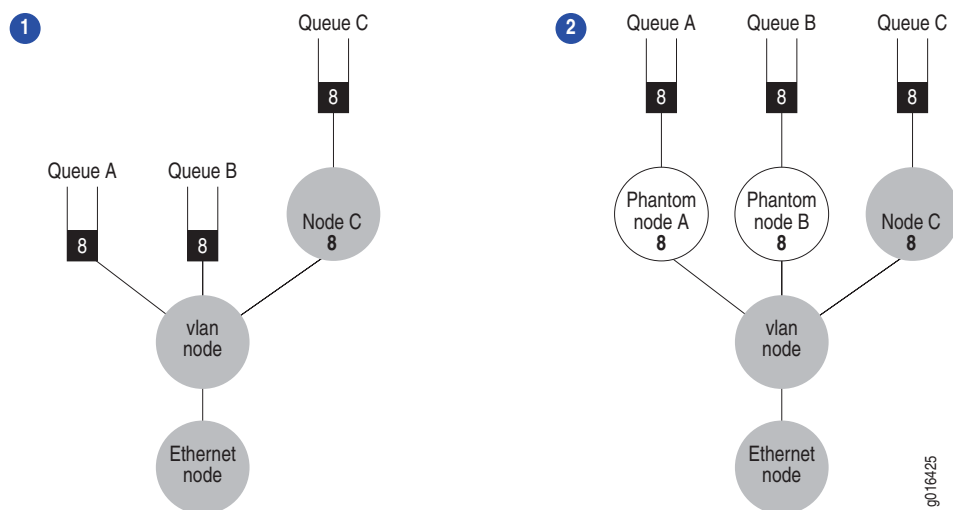 1
Queue C
8
Queue A
Queue B
8
8
Node C
8
vlan
node
Ethernet
node
2
Queue A
Queue B
Queue C
8
8
8
Phantom
node A
8
Phantom
node B
8
Node C
8
vlan
node
Ethernet
node
g016425